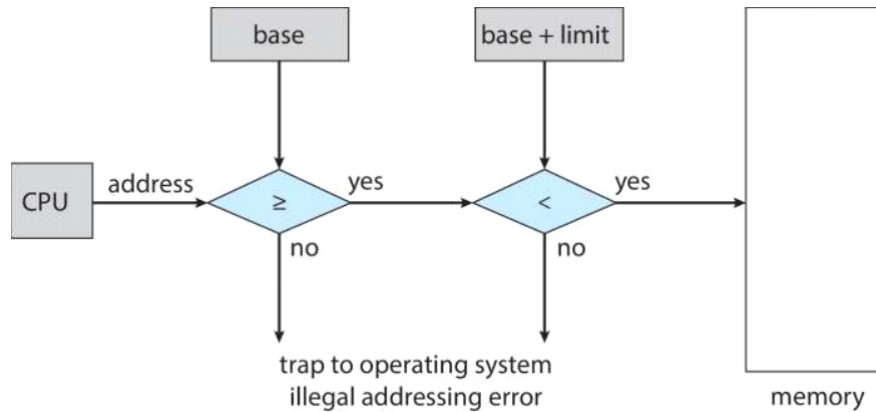 base
base + limit
CPU
address
≥
yes
<
yes
no
no
trap to operating system
illegal addressing error
memory